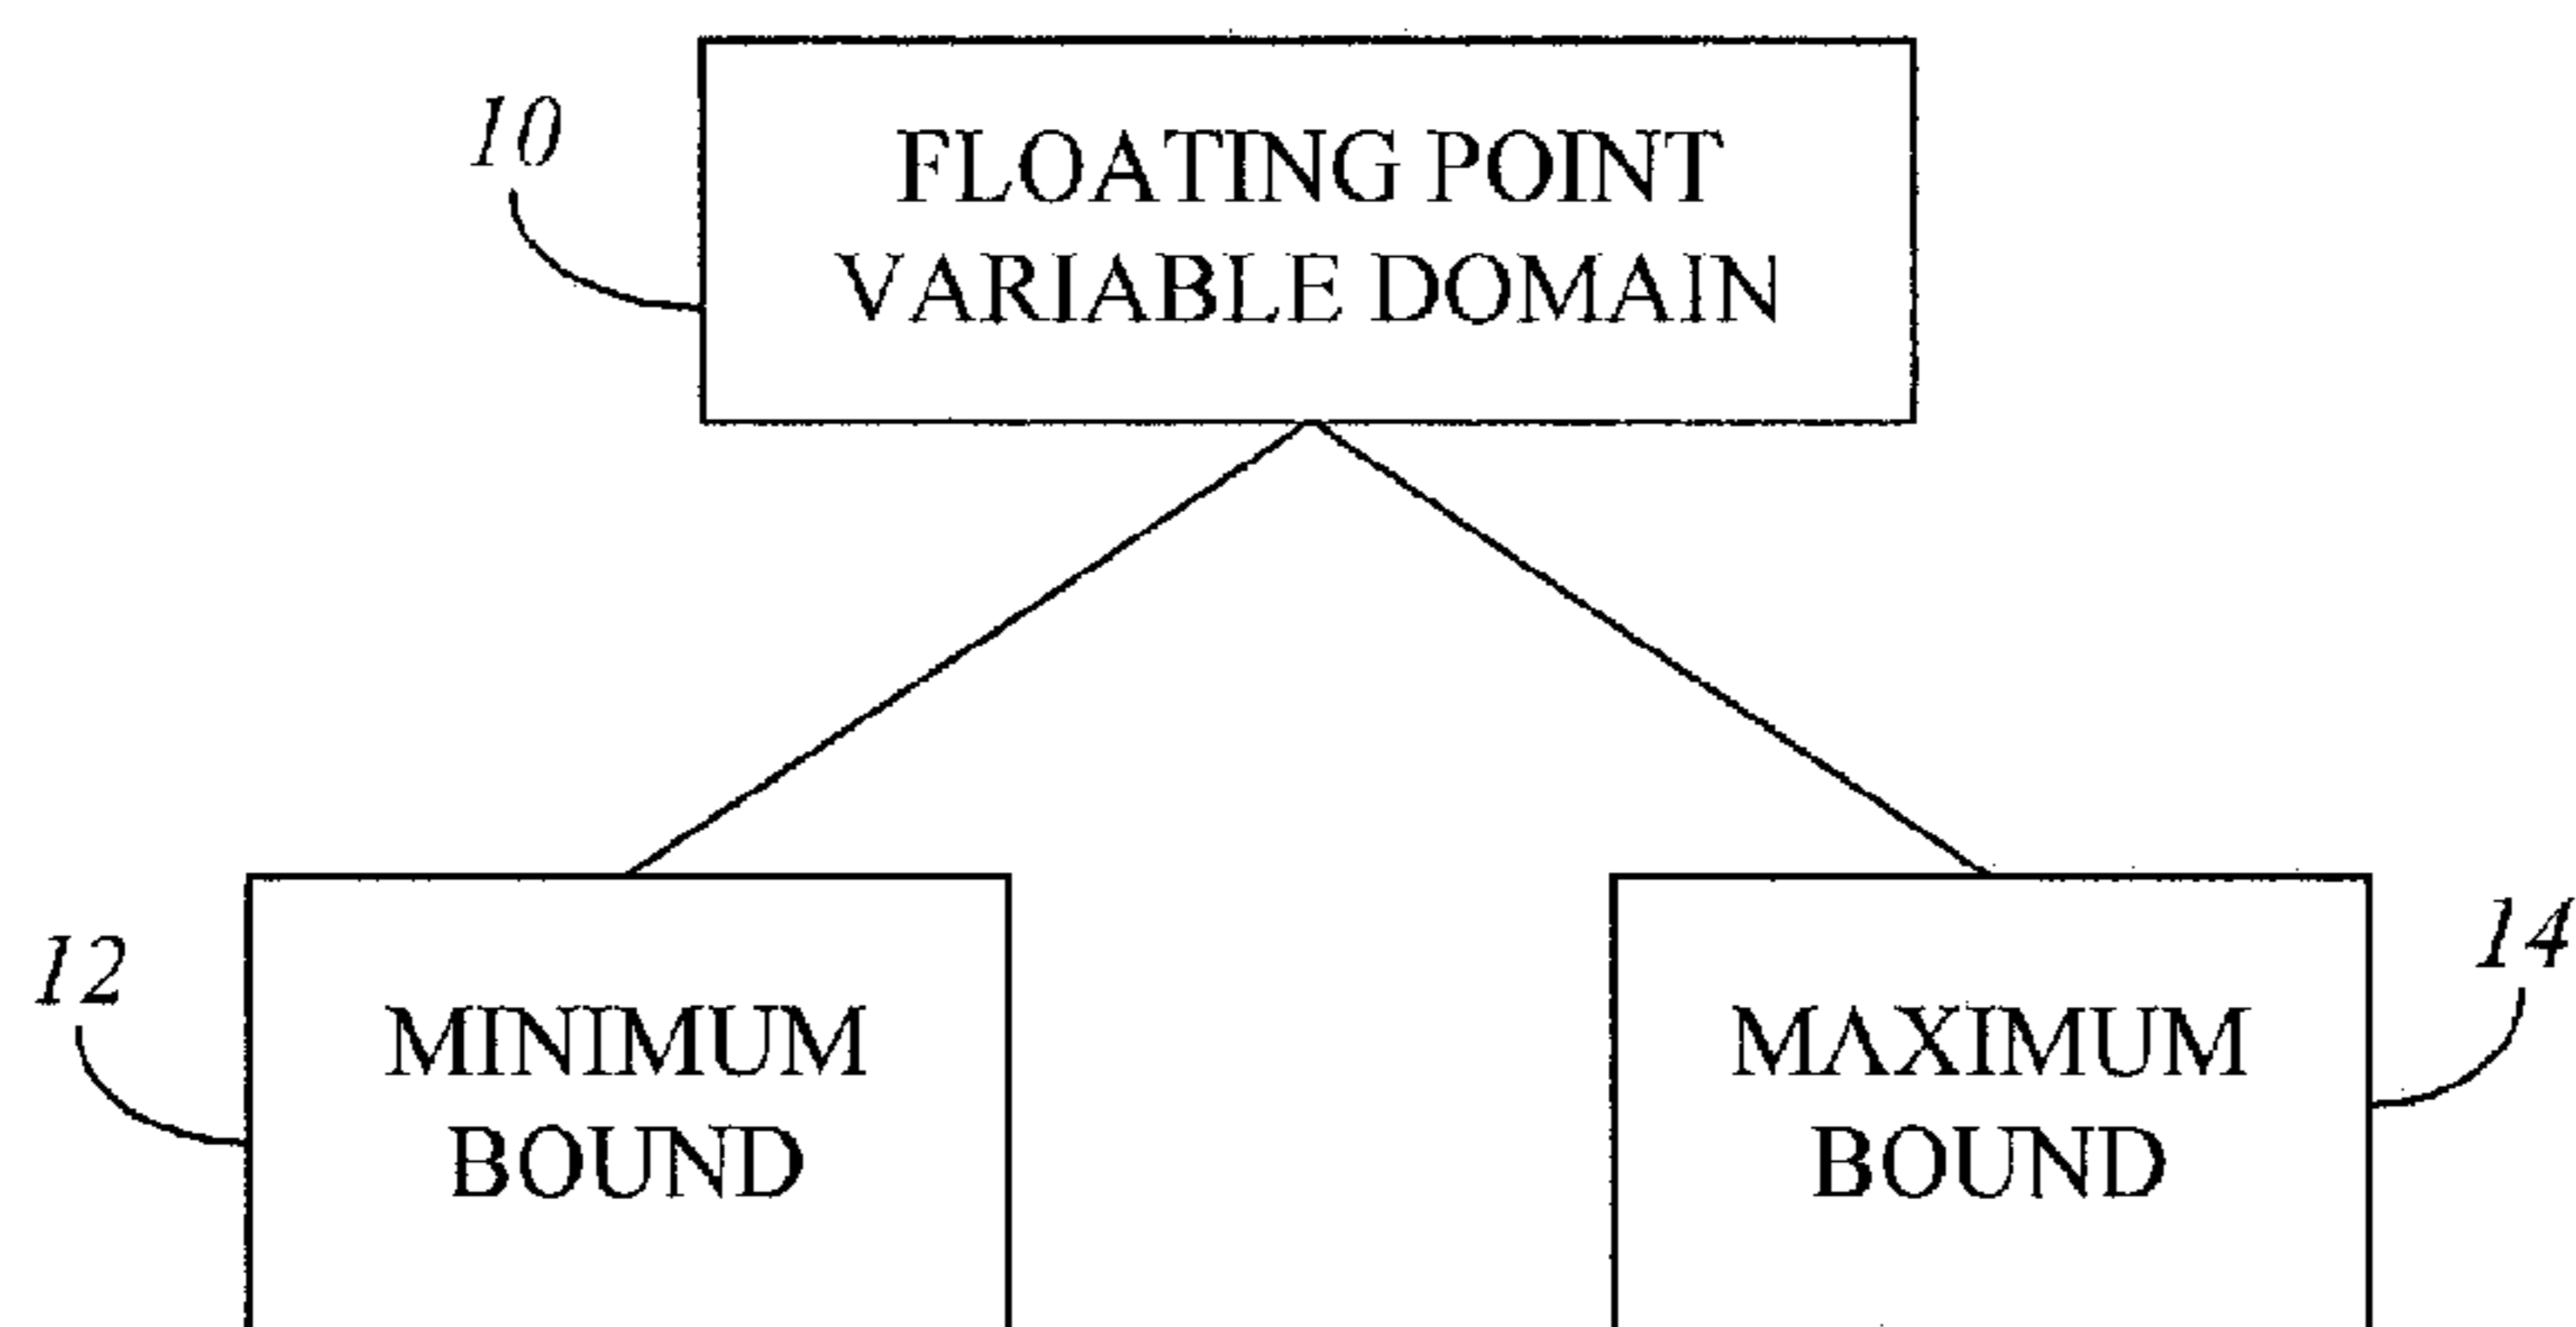 10
FLOATING POINT
VARIABLE DOMAIN
12
MINIMUM
BOUND
14
MAXIMUM
BOUND